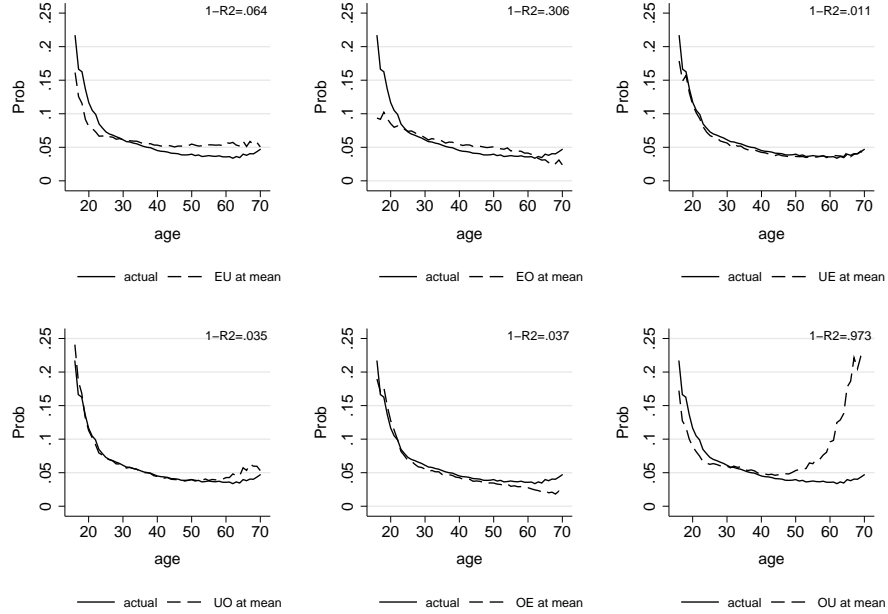 1−R2=.064
Prob
.25
.2
.15
.1
.05
0
20 30 40 50 60 70
age
actual EU at mean
1−R2=.306
Prob
.25
.2
.15
.1
.05
0
20 30 40 50 60 70
age
actual EO at mean
1−R2=.011
Prob
.25
.2
.15
.1
.05
0
20 30 40 50 60 70
age
actual UE at mean
1−R2=.035
Prob
.25
.2
.15
.1
.05
0
20 30 40 50 60 70
age
actual UO at mean
1−R2=.037
Prob
.25
.2
.15
.1
.05
0
20 30 40 50 60 70
age
actual OE at mean
1−R2=.973
Prob
.25
.2
.15
.1
.05
0
20 30 40 50 60 70
age
actual OU at mean